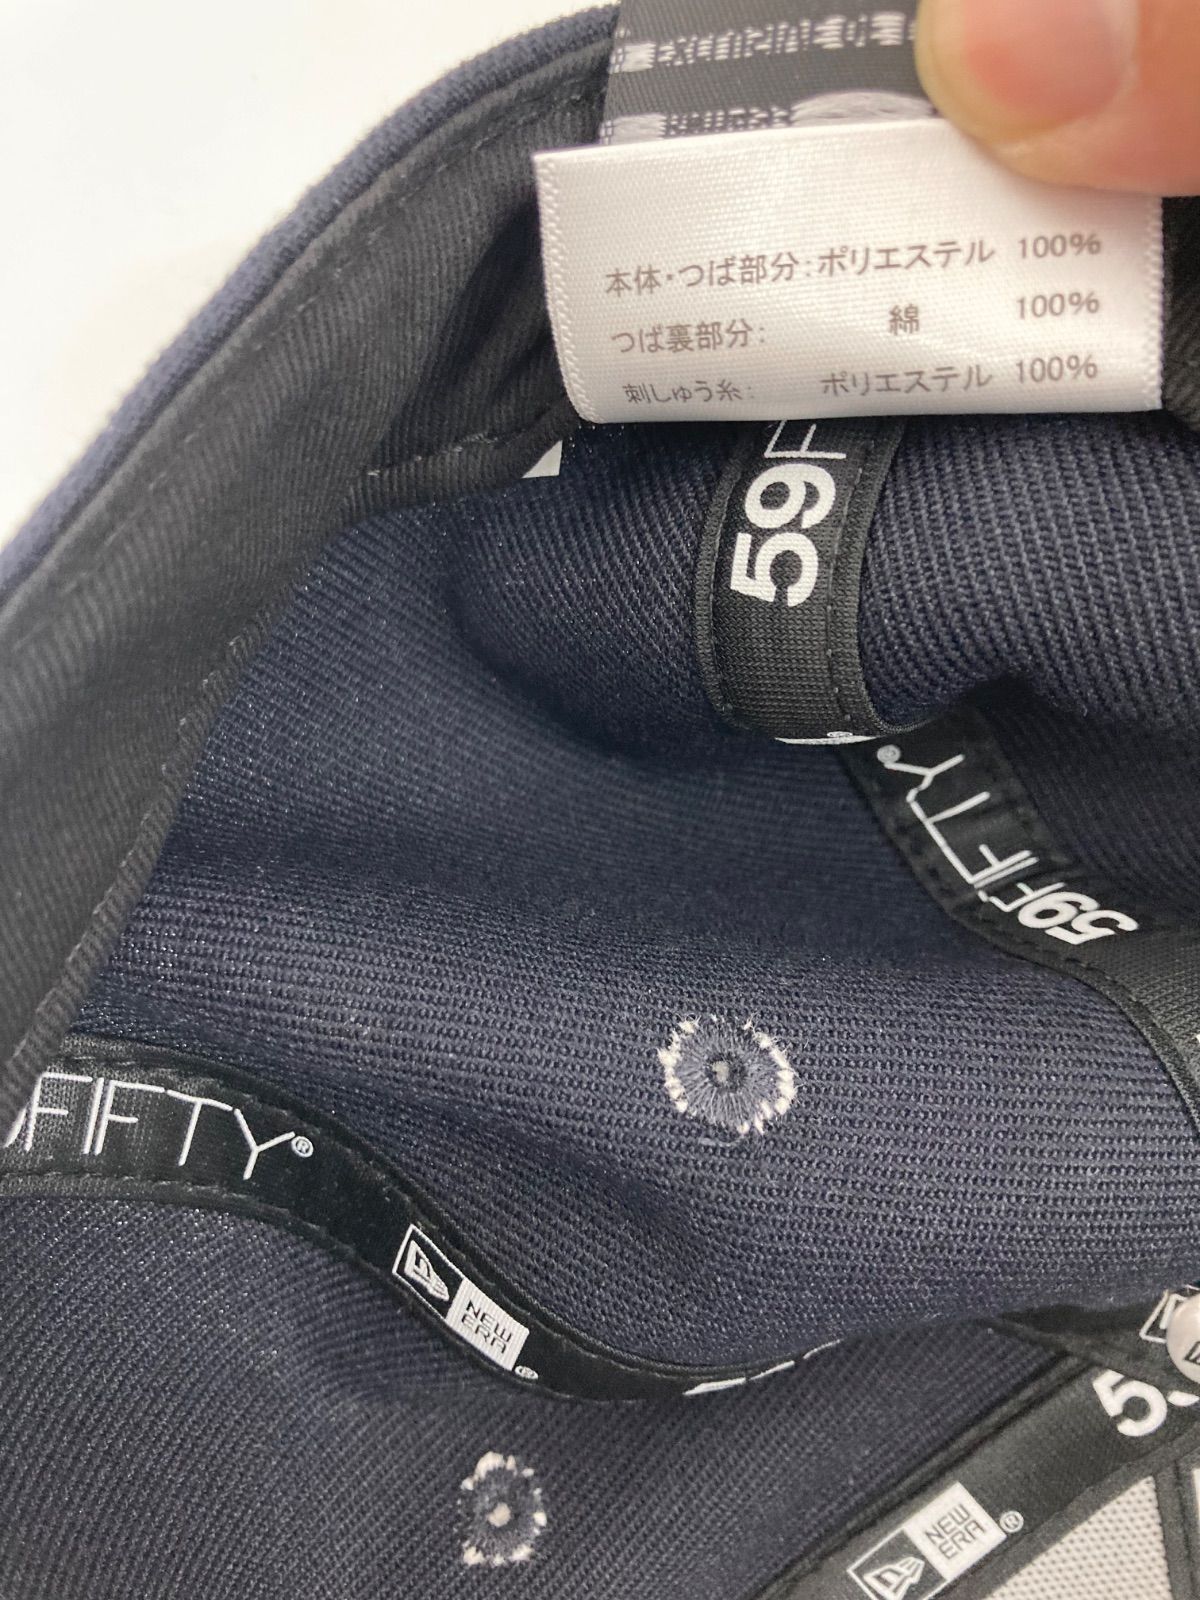 本体・つば部分：ポリエステル 100%
つば裏部分： 綿 100%
刺しゅう糸： ポリエステル 100%
59F
59FIFTY®
FIFTY®
NEW ERA®
NEW ERA®